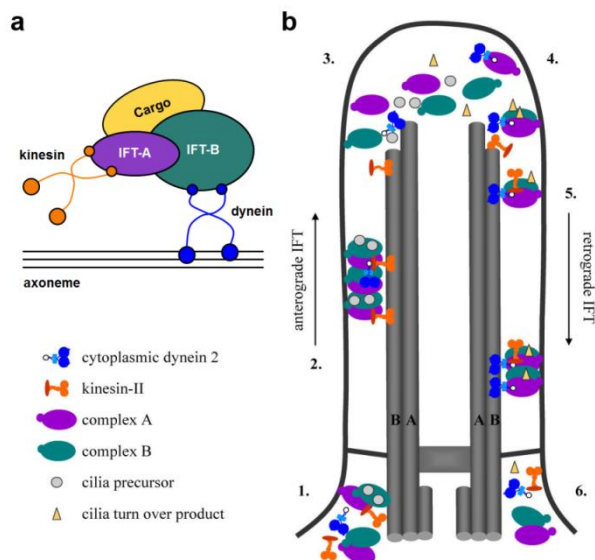 a
Cargo
kinesin
IFT-A
IFT-B
dynein
axoneme
cytoplasmic dynein 2
kinesin-II
complex A
complex B
cilia precursor
cilia turn over product
b
3.
4.
5.
anterograde IFT
retrograde IFT
2.
B A
A B
1.
6.